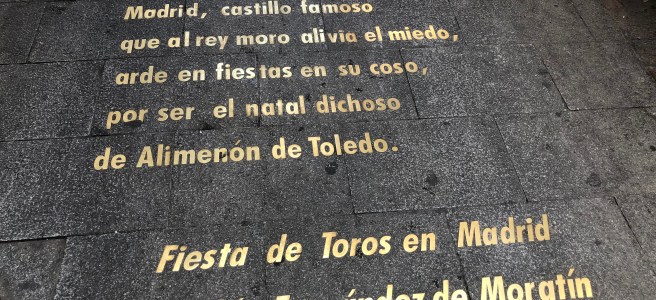 Madrid, castillo famoso
que al rey moro alivia el miedo,
arde en fiestas en su coso,
por ser el natal dichoso
de Alimenón de Toledo.
Fiesta de Toros en Madrid
Fernández de Moratín